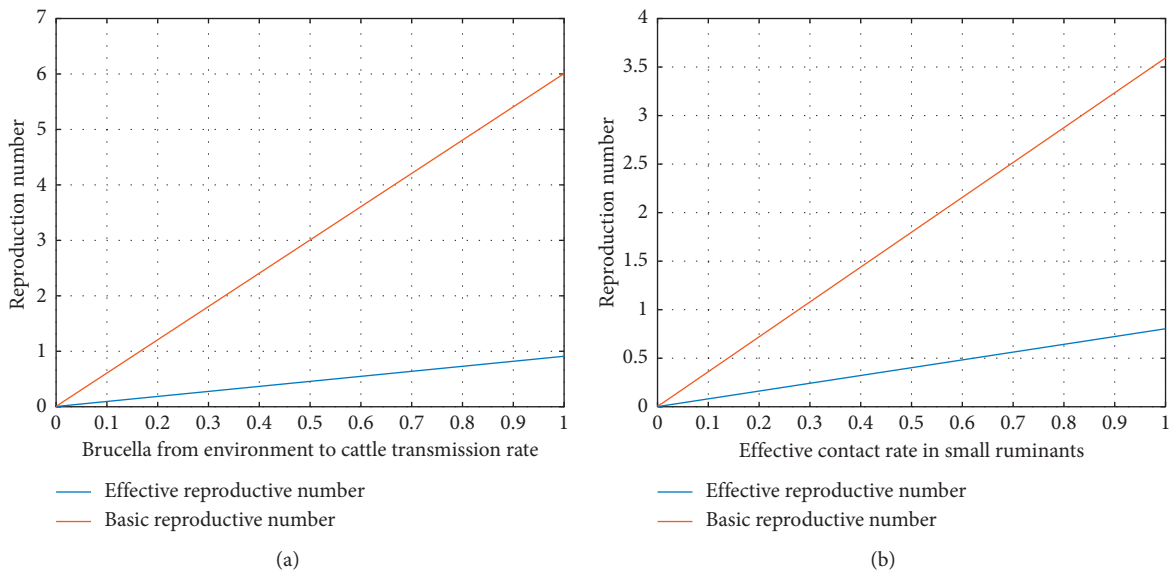 7
6
5
4
3
2
1
0
Reproduction number
0 0.1 0.2 0.3 0.4 0.5 0.6 0.7 0.8 0.9 1
Brucella from environment to cattle transmission rate
Effective reproductive number
Basic reproductive number
(a)
4
3.5
3
2.5
2
1.5
1
0.5
0
Reproduction number
0 0.1 0.2 0.3 0.4 0.5 0.6 0.7 0.8 0.9 1
Effective contact rate in small ruminants
Effective reproductive number
Basic reproductive number
(b)